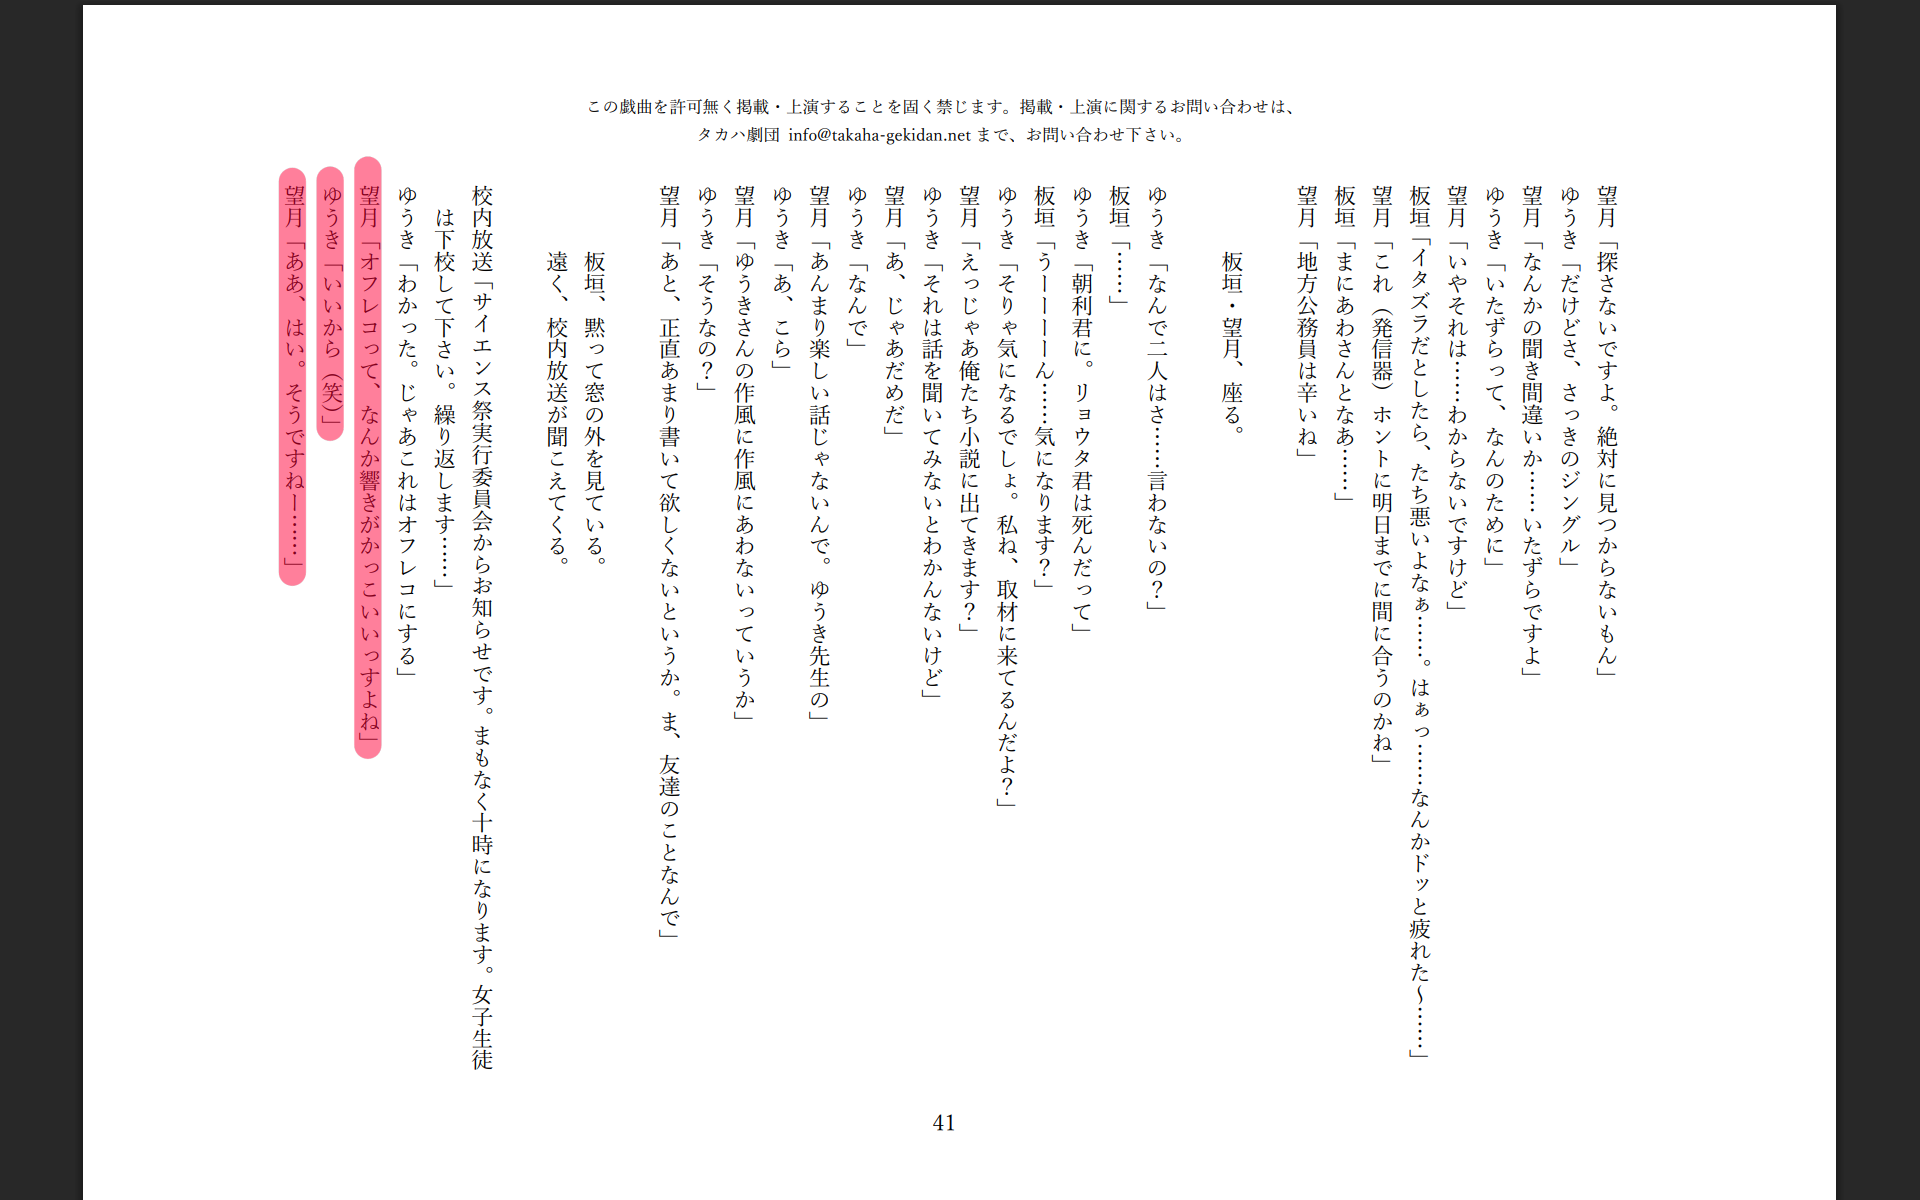 この戯曲を許可無く掲載・上演することを固く禁じます。掲載・上演に関するお問い合わせは、
タカハ劇団 info@takaha-gekidan.net まで、お問い合わせ下さい。
望月「探さないですよ。絶対に見つからないもん」
ゆうき「だけどさ、さっきのジングル」
望月「なんかの聞き間違いか……いたずらですよ」
ゆうき「いたずらって、なんのために」
望月「いやそれは……わからないですけど」
板垣「イタズラだとしたら、たち悪いよなぁ……。はぁっ……なんかドッと疲れた～……」
望月「これ（発信器）ホントに明日までに間に合うのかね」
板垣「まにあわさんとなあ……」
望月「地方公務員は辛いね」
板垣・望月、座る。
ゆうき「なんで二人はさ……言わないの？」
板垣「……」
ゆうき「朝利君に。リョウタ君は死んだって」
板垣「うーーーーん……気になります？」
ゆうき「そりゃ気になるでしょ。私ね、取材に来てるんだよ？」
望月「えっじゃあ俺たち小説に出てきます？」
ゆうき「それは話を聞いてみないとわかんないけど」
望月「あ、じゃあだめだ」
ゆうき「なんで」
望月「あんまり楽しい話じゃないんで。ゆうき先生の」
ゆうき「あ、こら」
望月「ゆうきさんの作風に作風にあわないっていうか」
ゆうき「そうなの？」
望月「あと、正直あまり書いて欲しくないというか。ま、友達のことなんで」
板垣、黙って窓の外を見ている。
遠く、校内放送が聞こえてくる。
校内放送「サイエンス祭実行委員会からお知らせです。まもなく十時になります。女子生徒
は下校して下さい。繰り返します……」
ゆうき「わかった。じゃあこれはオフレコにする」
望月「オフレコって、なんか響きがかっこいいっすよね」
ゆうき「いいから（笑）」
望月「ああ、はい。そうですねー……」
41